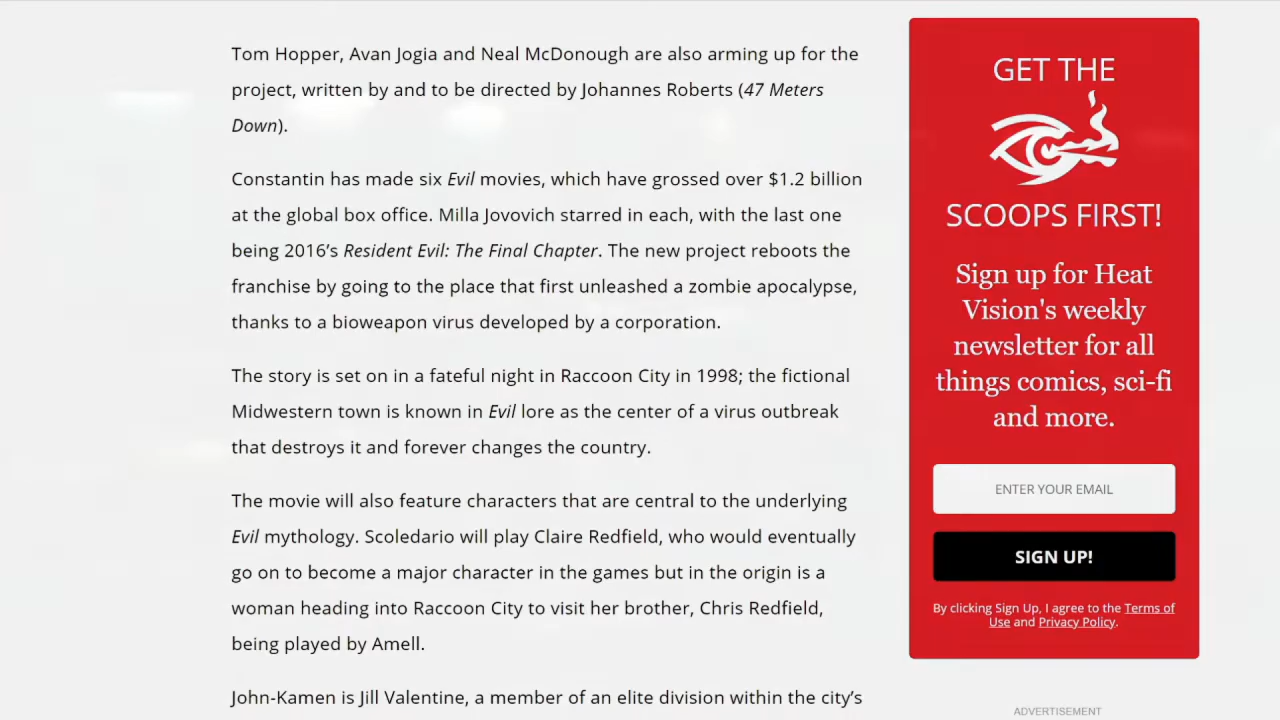 Tom Hopper, Avan Jogia and Neal McDonough are also arming up for the
project, written by and to be directed by Johannes Roberts (47 Meters
Down).
Constantin has made six Evil movies, which have grossed over $1.2 billion
at the global box office. Milla Jovovich starred in each, with the last one
being 2016's Resident Evil: The Final Chapter. The new project reboots the
franchise by going to the place that first unleashed a zombie apocalypse,
thanks to a bioweapon virus developed by a corporation.
The story is set on in a fateful night in Raccoon City in 1998; the fictional
Midwestern town is known in Evil lore as the center of a virus outbreak
that destroys it and forever changes the country.
The movie will also feature characters that are central to the underlying
Evil mythology. Scoledario will play Claire Redfield, who would eventually
go on to become a major character in the games but in the origin is a
woman heading into Raccoon City to visit her brother, Chris Redfield,
being played by Amell.
John-Kamen is Jill Valentine, a member of an elite division within the city's
GET THE
SCOOPS FIRST!
Sign up for Heat
Vision's weekly
newsletter for all
things comics, sci-fi
and more.
ENTER YOUR EMAIL
SIGN UP!
By clicking Sign Up, I agree to the Terms of
Use and Privacy Policy.
ADVERTISEMENT